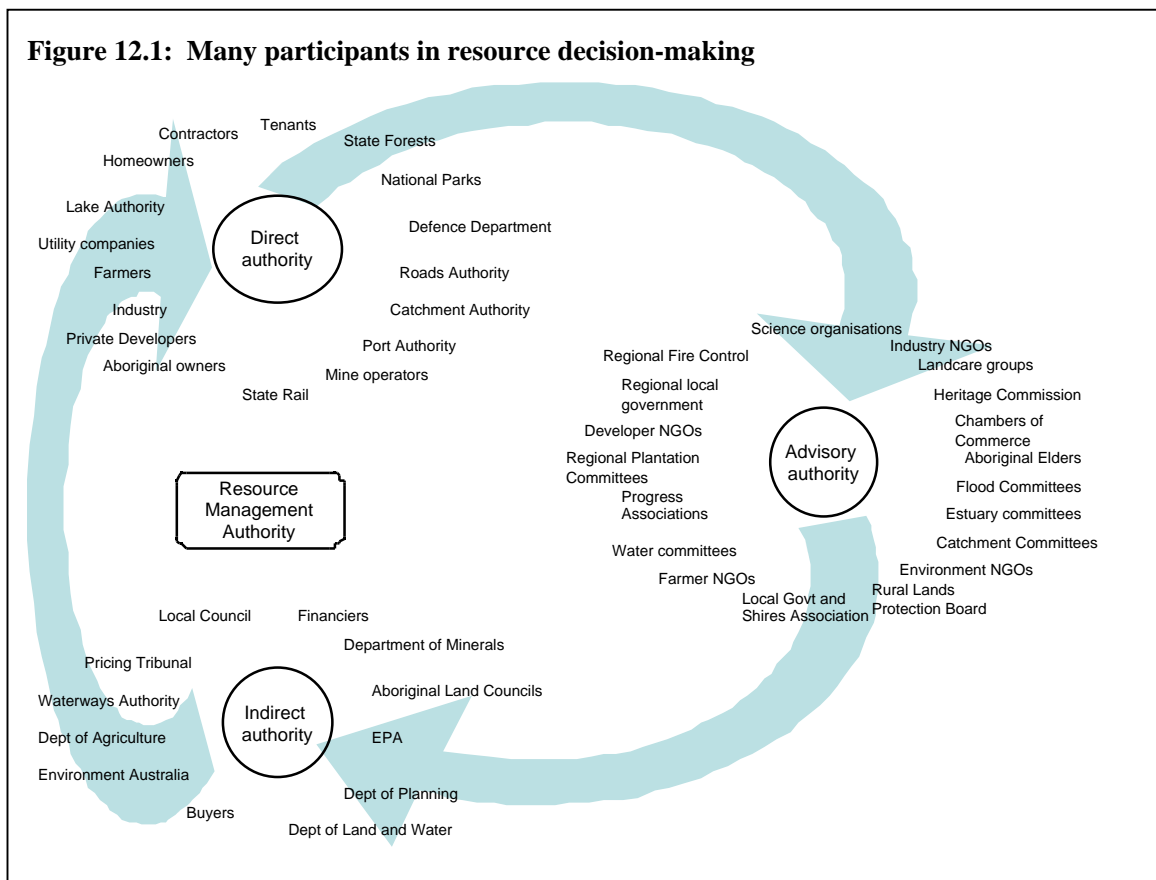 Figure 12.1:  Many participants in resource decision-making
Contractors
Tenants
State Forests
Homeowners
National Parks
Lake Authority
Defence Department
Utility companies
Direct
authority
Farmers
Roads Authority
Industry
Catchment Authority
Private Developers
Port Authority
Aboriginal owners
Mine operators
State Rail
Science organisations
Industry NGOs
Regional Fire Control
Landcare groups
Regional local
government
Heritage Commission
Developer NGOs
Chambers of
Commerce
Advisory
authority
Regional Plantation
Committees
Aboriginal Elders
Progress
Associations
Flood Committees
Estuary committees
Water committees
Catchment Committees
Farmer NGOs
Environment NGOs
Local Govt and
Shires Association
Rural Lands
Protection Board
Resource
Management
Authority
Local Council
Financiers
Department of Minerals
Pricing Tribunal
Aboriginal Land Councils
Waterways Authority
Indirect
authority
Dept of Agriculture
EPA
Environment Australia
Dept of Planning
Buyers
Dept of Land and Water